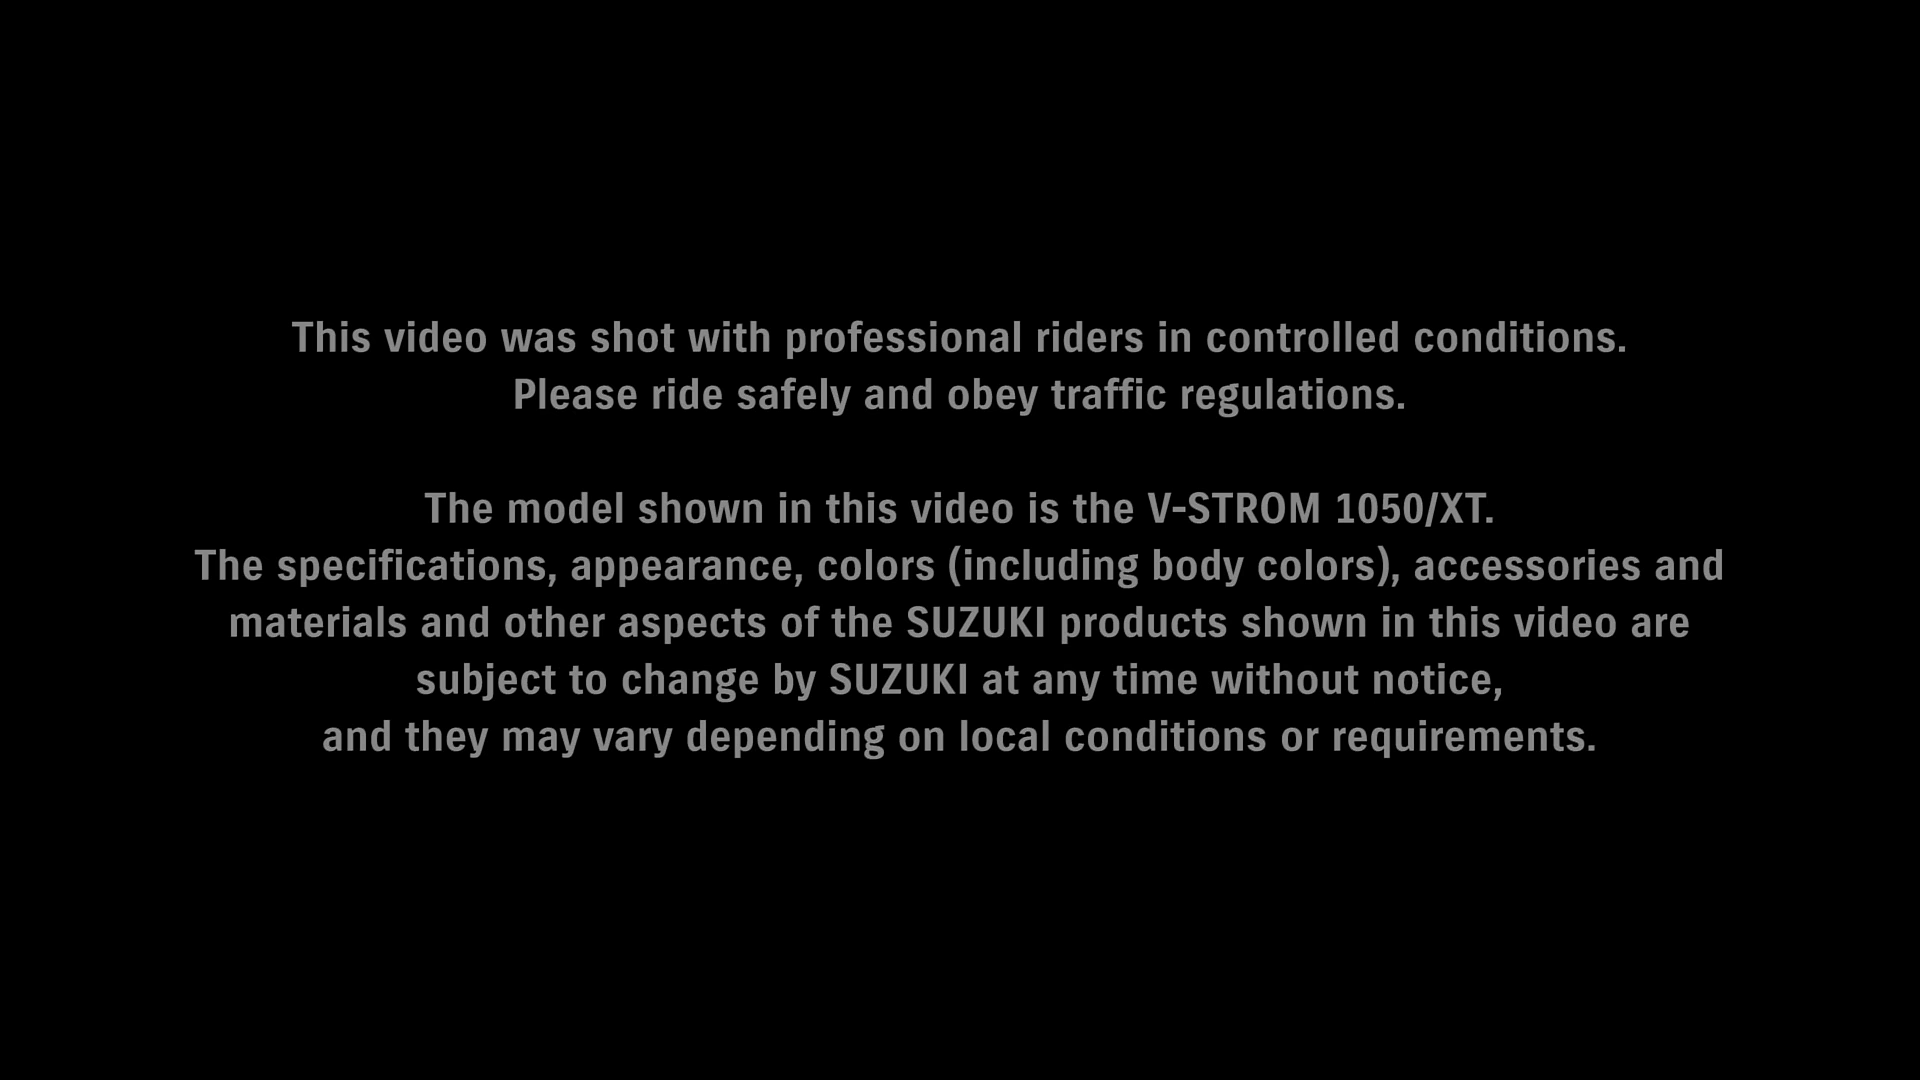 This video was shot with professional riders in controlled conditions.
Please ride safely and obey traffic regulations.
The model shown in this video is the V-STROM 1050/XT.
The specifications, appearance, colors (including body colors), accessories and
materials and other aspects of the SUZUKI products shown in this video are
subject to change by SUZUKI at any time without notice,
and they may vary depending on local conditions or requirements.